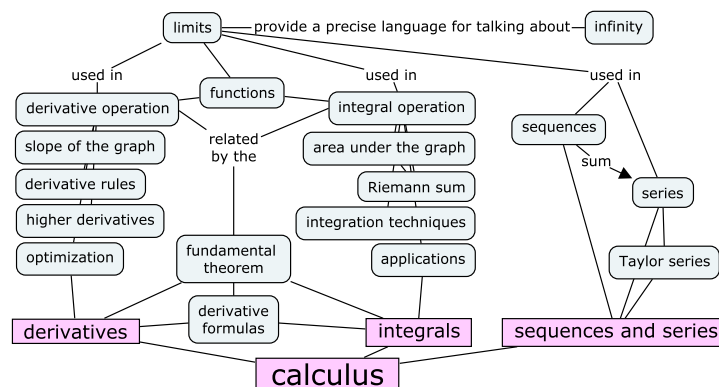 limits
provide a precise language for talking about
infinity
used in
used in
used in
functions
derivative operation
integral operation
sequences
slope of the graph
related
by the
area under the graph
sum
derivative rules
Riemann sum
series
higher derivatives
integration techniques
optimization
fundamental
theorem
applications
Taylor series
derivative
formulas
derivatives
integrals
sequences and series
calculus